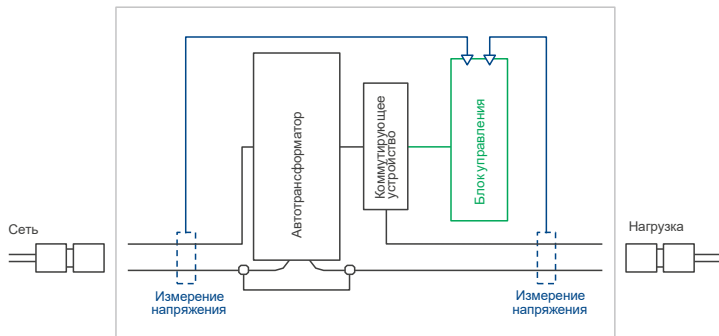 Автотрансформатор
Коммутирующее
устройство
Блок управления
Сеть
Нагрузка
Измерение
напряжения
Измерение
напряжения